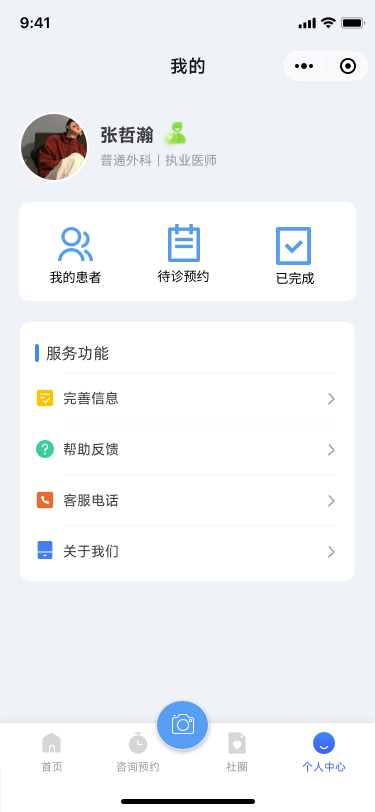 9:41
我的
张哲瀚
普通外科 | 执业医师
我的患者
待诊预约
已完成
服务功能
完善信息
帮助反馈
客服电话
关于我们
首页
咨询预约
社圈
个人中心